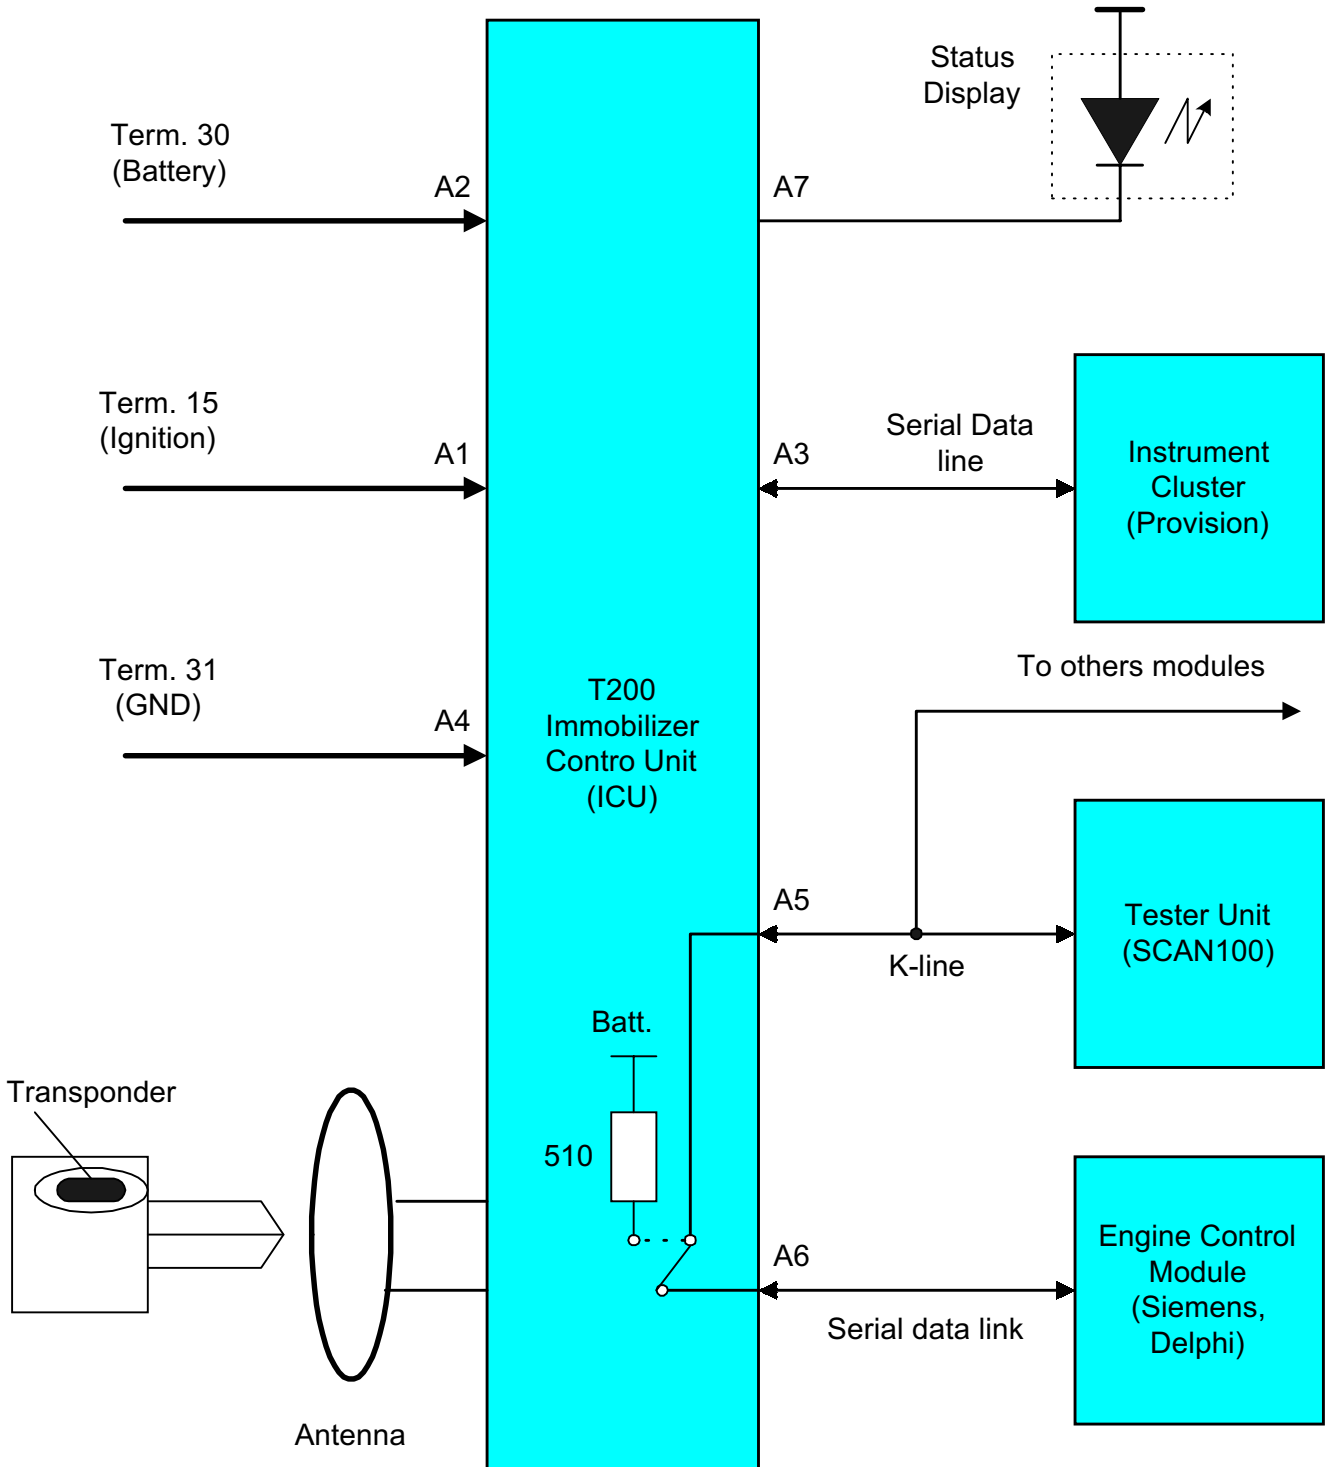 Status
Display
Term. 30
(Battery)
A2
A7
Term. 15
(Ignition)
A1
A3
Serial Data
line
Instrument
Cluster
(Provision)
Term. 31
(GND)
A4
T200
Immobilizer
Contro Unit
(ICU)
To others modules
A5
K-line
Tester Unit
(SCAN100)
Batt.
510
Transponder
Antenna
A6
Serial data link
Engine Control
Module
(Siemens,
Delphi)